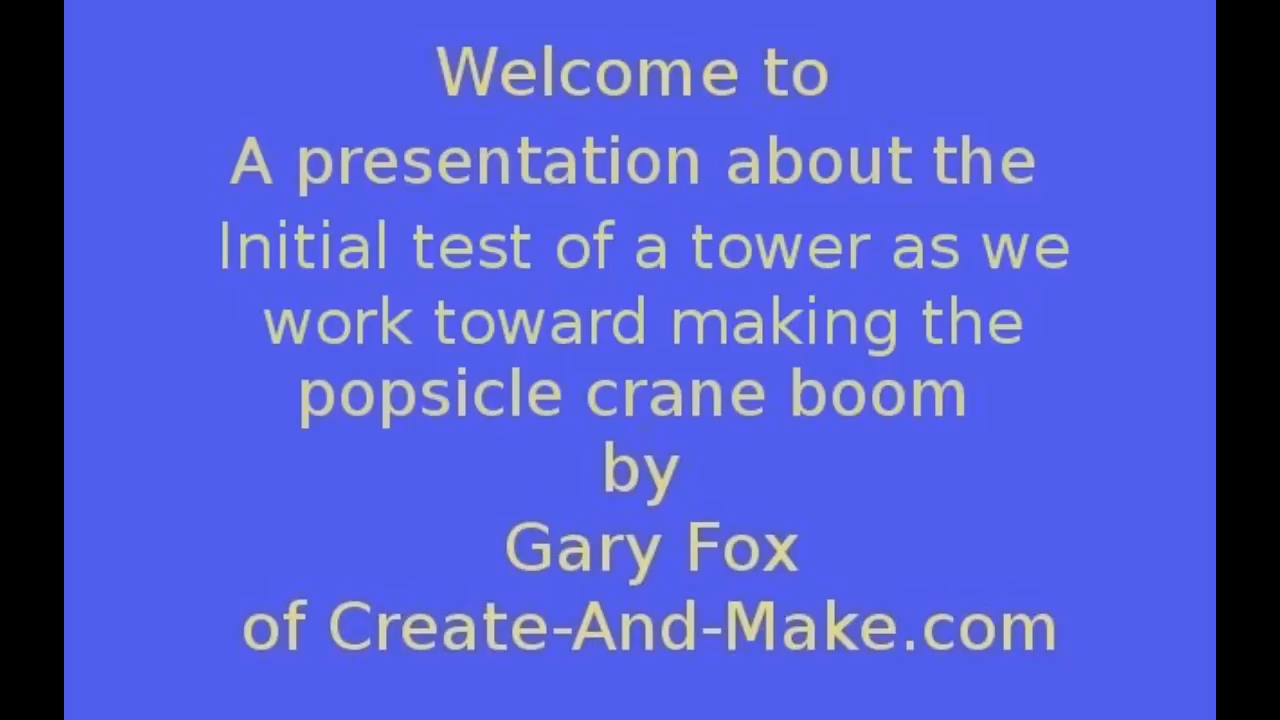 Welcome to
A presentation about the
Initial test of a tower as we
work toward making the
popsicle crane boom
by
Gary Fox
of Create-And-Make.com